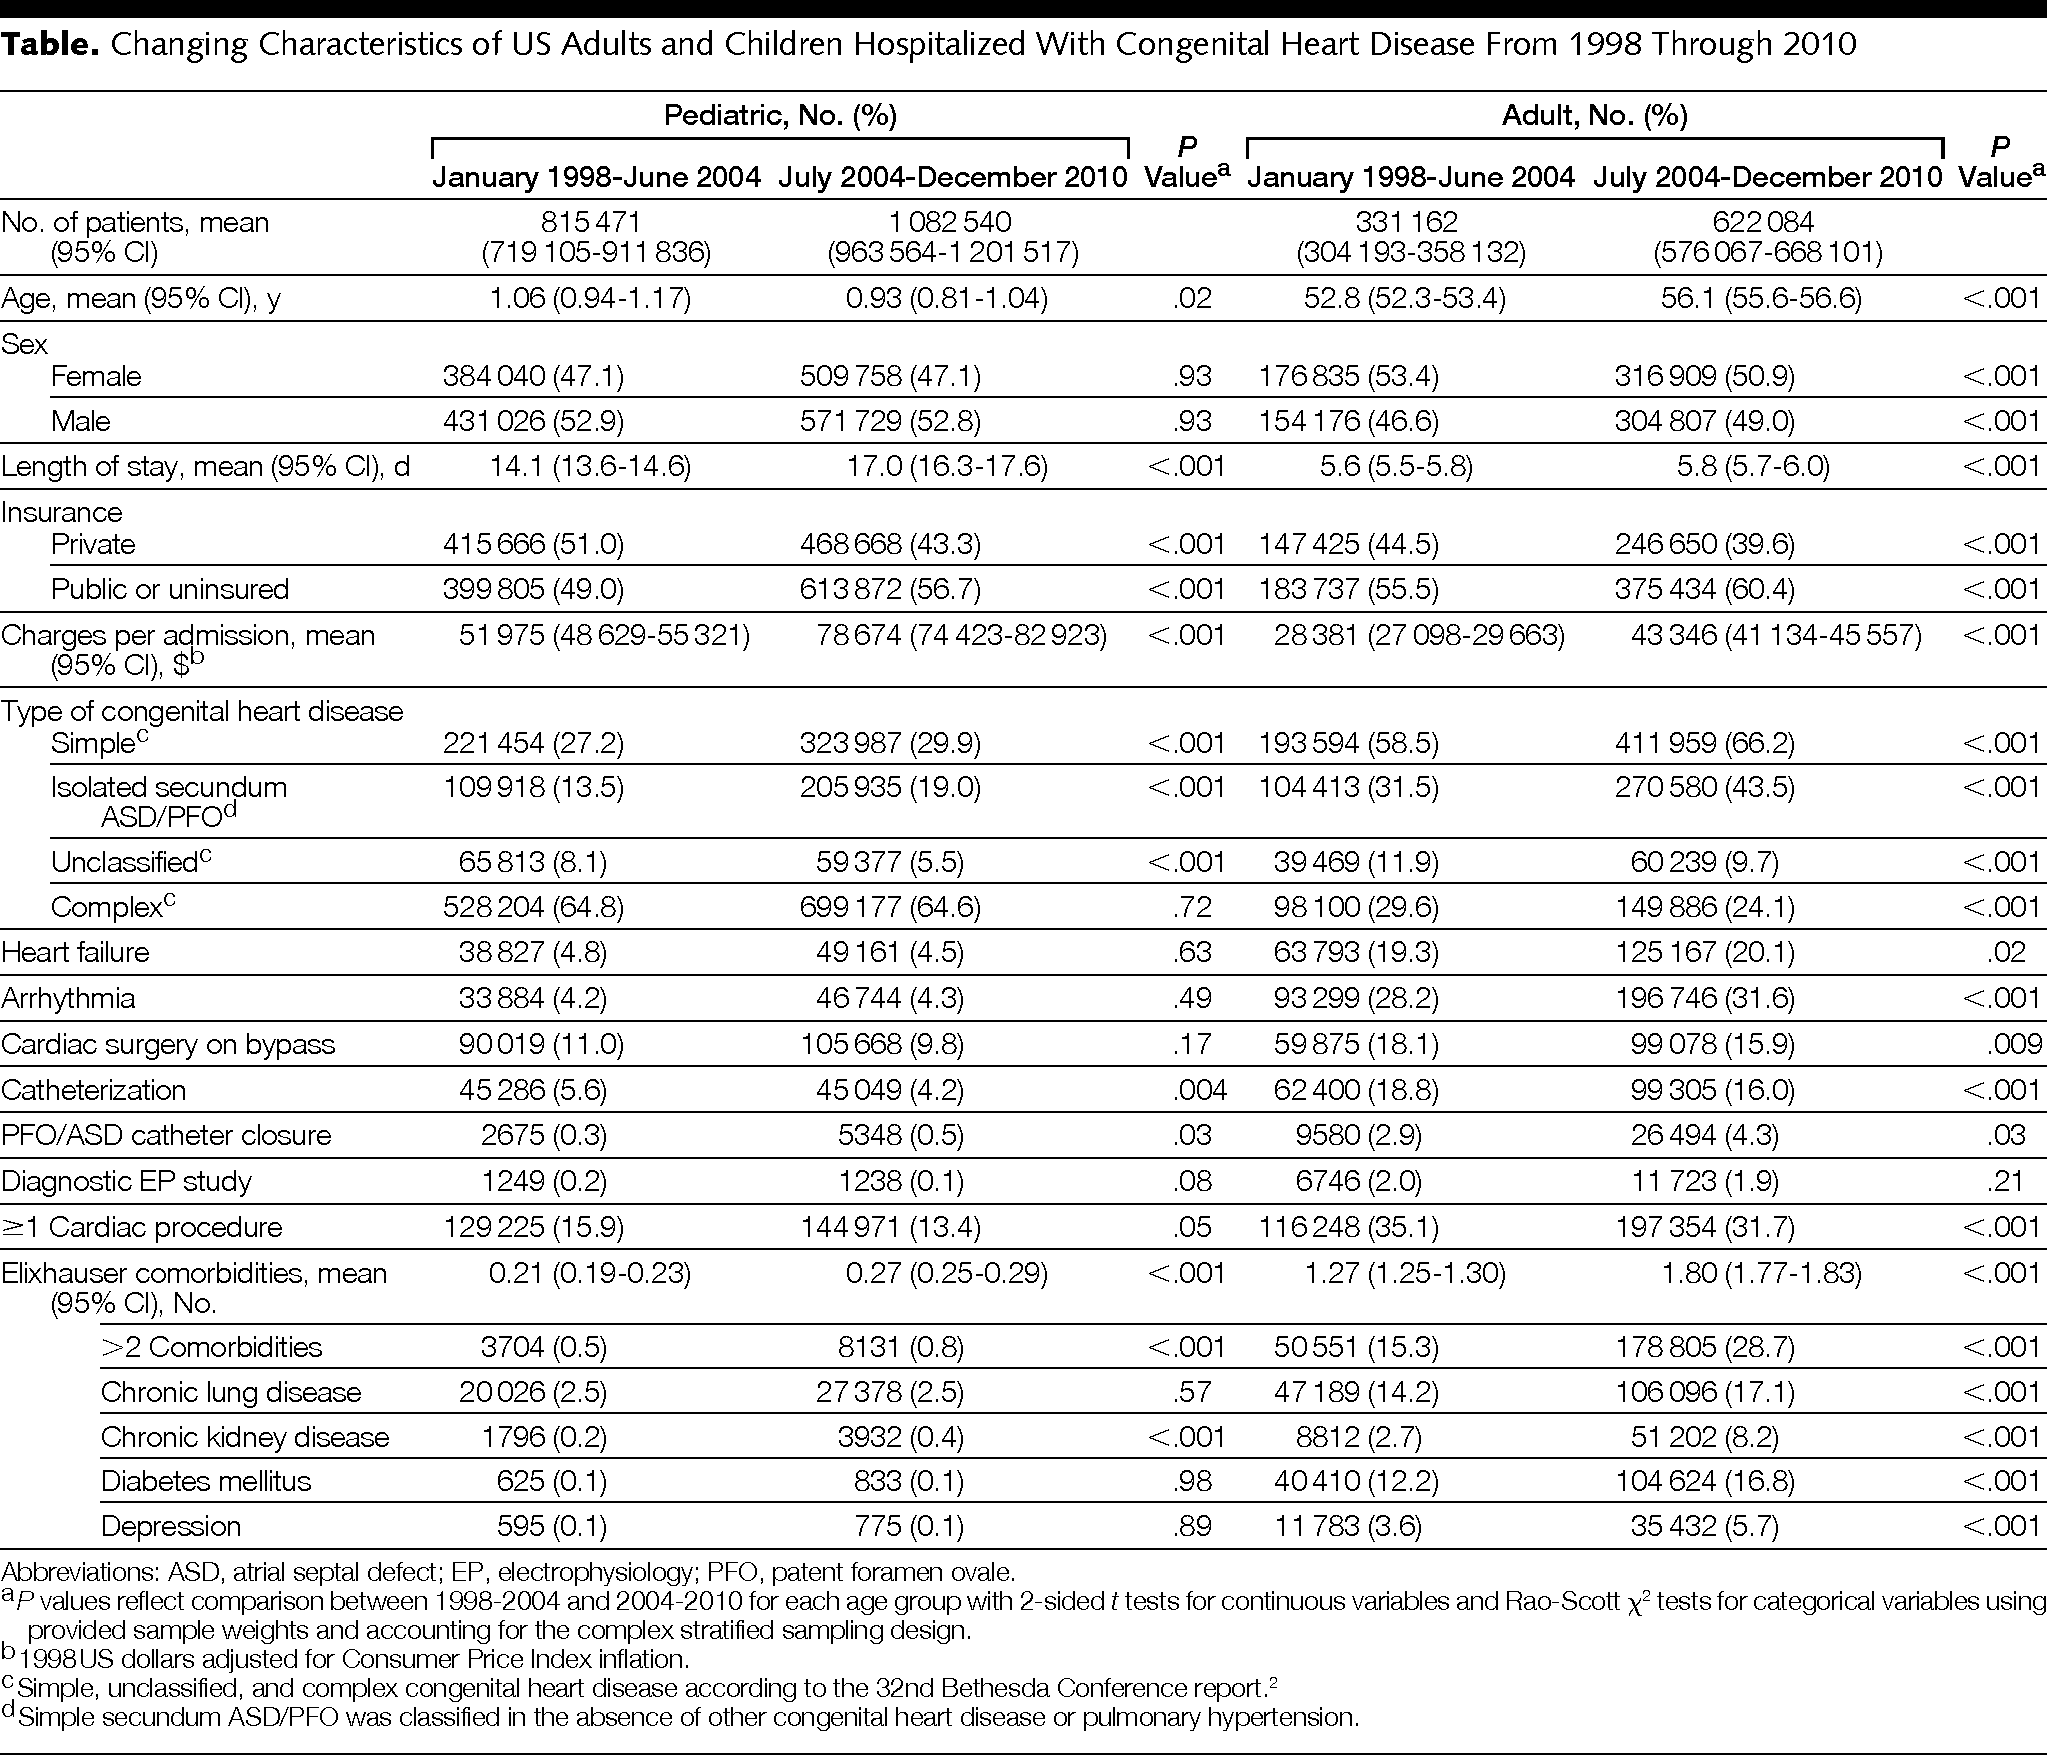 Table. Changing Characteristics of US Adults and Children Hospitalized With Congenital Heart Disease From 1998 Through 2010
Pediatric, No. (%) Adult, No. (%)
January 1998-June 2004 July 2004-December 2010 P Value^a January 1998-June 2004 July 2004-December 2010 P Value^a
No. of patients, mean 815 471 1 082 540 331 162 622 084
(95% CI) (719 105-911 836) (963 564-1 201 517) (304 193-358 132) (576 067-668 101)
Age, mean (95% CI), y 1.06 (0.94-1.17) 0.93 (0.81-1.04) .02 52.8 (52.3-53.4) 56.1 (55.6-56.6) <.001
Sex
Female 384 040 (47.1) 509 758 (47.1) .93 176 835 (53.4) 316 909 (50.9) <.001
Male 431 026 (52.9) 571 729 (52.8) .93 154 176 (46.6) 304 807 (49.0) <.001
Length of stay, mean (95% CI), d 14.1 (13.6-14.6) 17.0 (16.3-17.6) <.001 5.6 (5.5-5.8) 5.8 (5.7-6.0) <.001
Insurance
Private 415 666 (51.0) 468 668 (43.3) <.001 147 425 (44.5) 246 650 (39.6) <.001
Public or uninsured 399 805 (49.0) 613 872 (56.7) <.001 183 737 (55.5) 375 434 (60.4) <.001
Charges per admission, mean 51 975 (48 629-55 321) 78 674 (74 423-82 923) <.001 28 381 (27 098-29 663) 43 346 (41 134-45 557) <.001
(95% CI), $^b
Type of congenital heart disease
Simple^c 221 454 (27.2) 323 987 (29.9) <.001 193 594 (58.5) 411 959 (66.2) <.001
Isolated secundum 109 918 (13.5) 205 935 (19.0) <.001 104 413 (31.5) 270 580 (43.5) <.001
ASD/PFO^d
Unclassified^c 65 813 (8.1) 59 377 (5.5) <.001 39 469 (11.9) 60 239 (9.7) <.001
Complex^c 528 204 (64.8) 699 177 (64.6) .72 98 100 (29.6) 149 886 (24.1) <.001
Heart failure 38 827 (4.8) 49 161 (4.5) .63 63 793 (19.3) 125 167 (20.1) .02
Arrhythmia 33 884 (4.2) 46 744 (4.3) .49 93 299 (28.2) 196 746 (31.6) <.001
Cardiac surgery on bypass 90 019 (11.0) 105 668 (9.8) .17 59 875 (18.1) 99 078 (15.9) .009
Catheterization 45 286 (5.6) 45 049 (4.2) .004 62 400 (18.8) 99 305 (16.0) <.001
PFO/ASD catheter closure 2675 (0.3) 5348 (0.5) .03 9580 (2.9) 26 494 (4.3) .03
Diagnostic EP study 1249 (0.2) 1238 (0.1) .08 6746 (2.0) 11 723 (1.9) .21
≥1 Cardiac procedure 129 225 (15.9) 144 971 (13.4) .05 116 248 (35.1) 197 354 (31.7) <.001
Elixhauser comorbidities, mean 0.21 (0.19-0.23) 0.27 (0.25-0.29) <.001 1.27 (1.25-1.30) 1.80 (1.77-1.83) <.001
(95% CI), No.
>2 Comorbidities 3704 (0.5) 8131 (0.8) <.001 50 551 (15.3) 178 805 (28.7) <.001
Chronic lung disease 20 026 (2.5) 27 378 (2.5) .57 47 189 (14.2) 106 096 (17.1) <.001
Chronic kidney disease 1796 (0.2) 3932 (0.4) <.001 8812 (2.7) 51 202 (8.2) <.001
Diabetes mellitus 625 (0.1) 833 (0.1) .98 40 410 (12.2) 104 624 (16.8) <.001
Depression 595 (0.1) 775 (0.1) .89 11 783 (3.6) 35 432 (5.7) <.001
Abbreviations: ASD, atrial septal defect; EP, electrophysiology; PFO, patent foramen ovale.
^a P values reflect comparison between 1998-2004 and 2004-2010 for each age group with 2-sided t tests for continuous variables and Rao-Scott χ² tests for categorical variables using
provided sample weights and accounting for the complex stratified sampling design.
^b 1998 US dollars adjusted for Consumer Price Index inflation.
^c Simple, unclassified, and complex congenital heart disease according to the 32nd Bethesda Conference report.²
^d Simple secundum ASD/PFO was classified in the absence of other congenital heart disease or pulmonary hypertension.